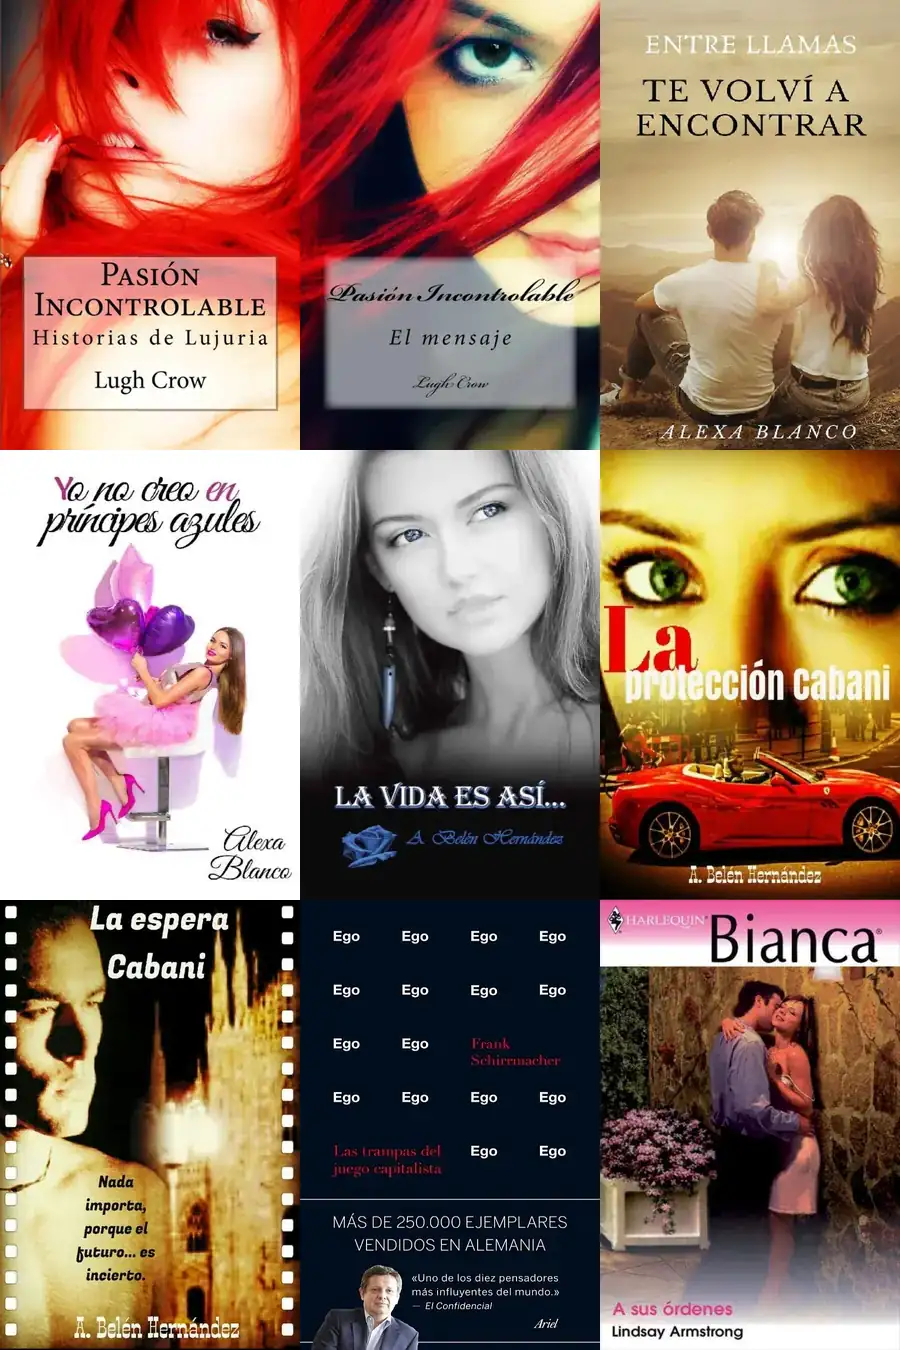 PASIÓN
INCONTROLABLE
Historias de Lujuria
Lugh Crow
Pasión Incontrolable
El mensaje
Lugh Crow
ENTRE LLAMAS
TE VOLVÍ A
ENCONTRAR
ALEXA BLANCO
Yo no creo en
príncipes azules
Alexa
Blanco
LA VIDA ES ASÍ...
A. Belén Hernández
La
protección Cabani
A. Belén Hernández
La espera
Cabani
Nada
importa,
porque el
futuro... es
incierto.
A. Belén Hernández
Ego Ego Ego Ego
Ego Ego Ego Ego
Ego Ego Frank
Schirrmacher
Ego Ego Ego Ego
Las trampas del
juego capitalista
Ego Ego
MÁS DE 250.000 EJEMPLARES
VENDIDOS EN ALEMANIA
«Uno de los diez pensadores
más influyentes del mundo.»
— El Confidencial
Ariel
HARLEQUIN®
Bianca®
A sus órdenes
Lindsay Armstrong